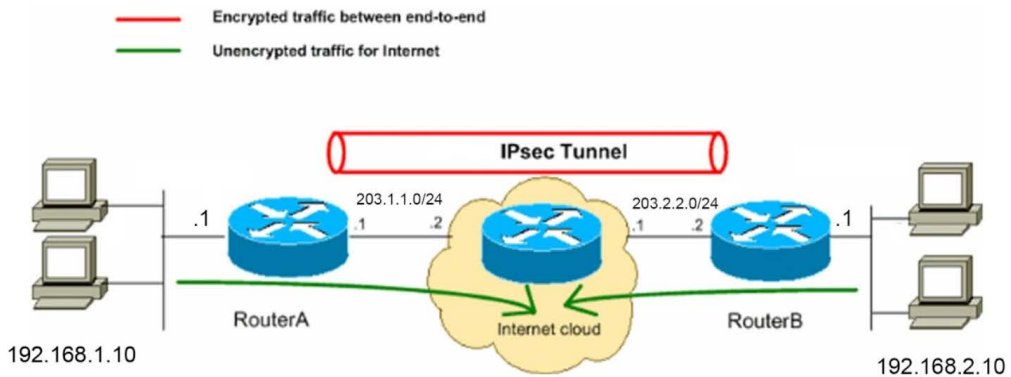 Encrypted traffic between end-to-end
Unencrypted traffic for Internet
IPsec Tunnel
203.1.1.0/24
203.2.2.0/24
.1
.1
.2
.1
.2
.1
RouterA
Internet cloud
RouterB
192.168.1.10
192.168.2.10